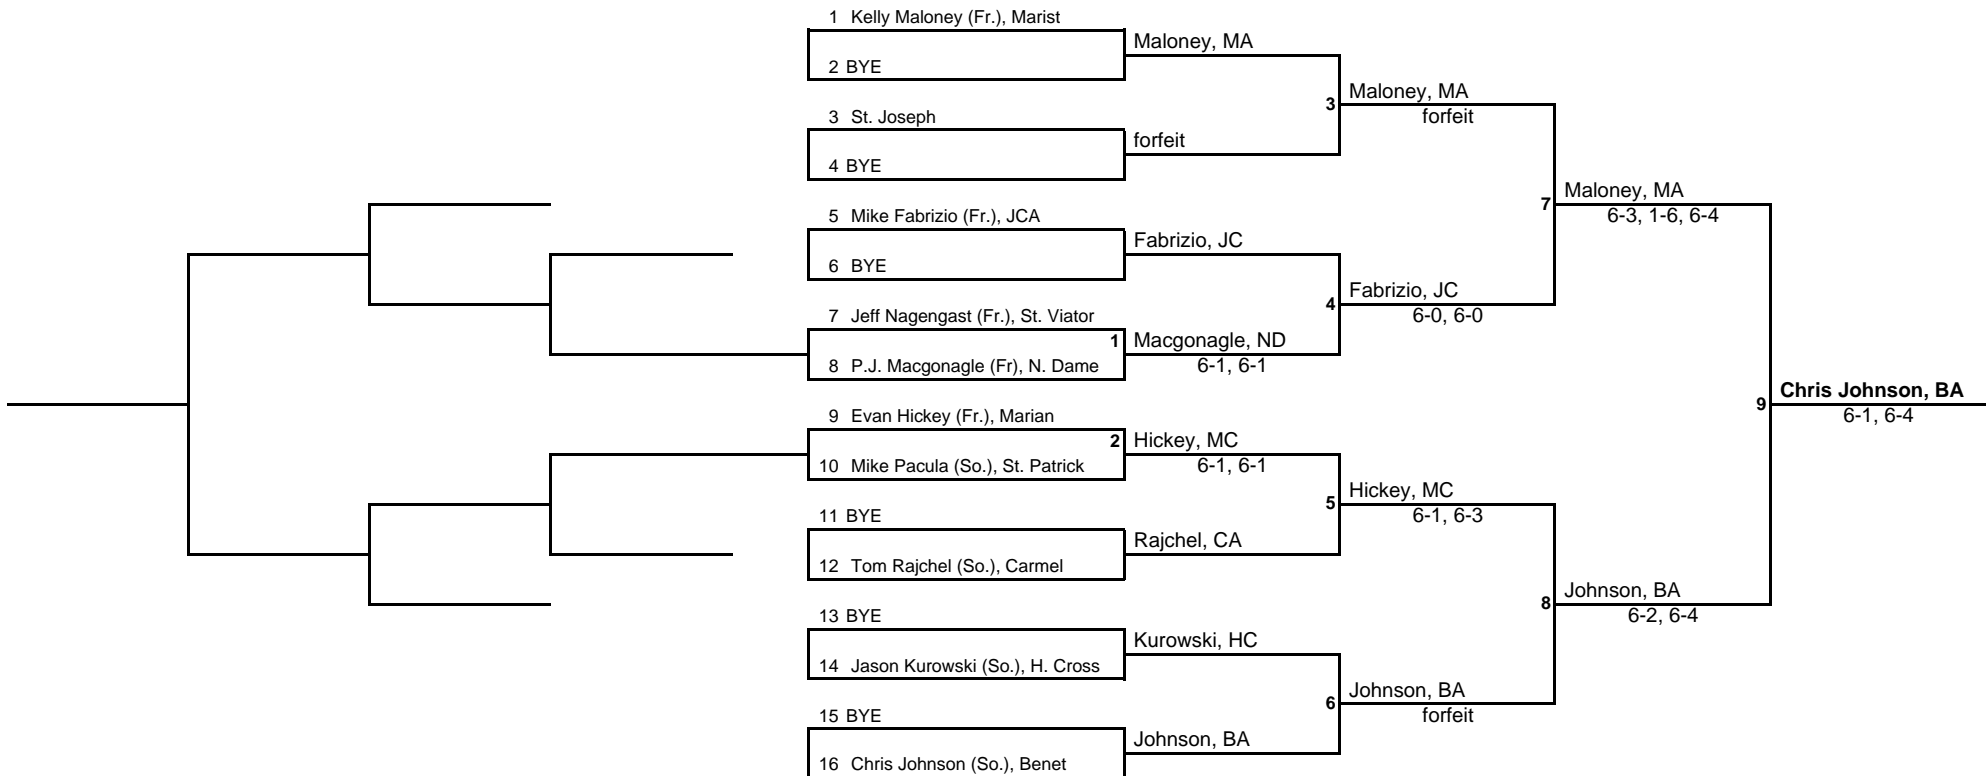 1 Kelly Maloney (Fr.), Marist
Maloney, MA
2 BYE
Maloney, MA
3
forfeit
3 St. Joseph
forfeit
4 BYE
Maloney, MA
7
6-3, 1-6, 6-4
5 Mike Fabrizio (Fr.), JCA
Fabrizio, JC
6 BYE
Fabrizio, JC
4
6-0, 6-0
7 Jeff Nagengast (Fr.), St. Viator
1 Macgonagle, ND
8 P.J. Macgonagle (Fr), N. Dame
6-1, 6-1
Chris Johnson, BA
9
6-1, 6-4
9 Evan Hickey (Fr.), Marian
2 Hickey, MC
10 Mike Pacula (So.), St. Patrick
6-1, 6-1
Hickey, MC
5
6-1, 6-3
11 BYE
Rajchel, CA
12 Tom Rajchel (So.), Carmel
Johnson, BA
8
6-2, 6-4
13 BYE
Kurowski, HC
14 Jason Kurowski (So.), H. Cross
Johnson, BA
6
forfeit
15 BYE
Johnson, BA
16 Chris Johnson (So.), Benet